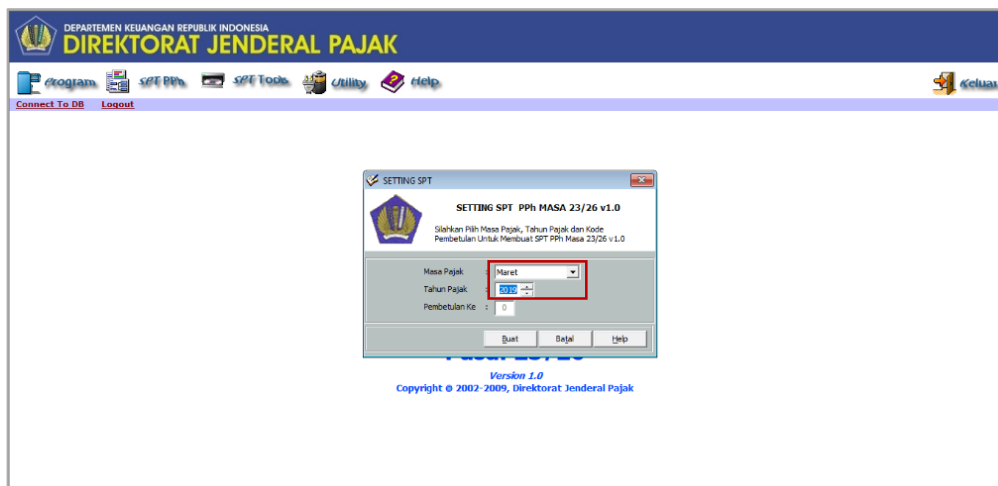 DEPARTEMEN KEUANGAN REPUBLIK INDONESIA
DIREKTORAT JENDERAL PAJAK
Program SPT PPh SPT Tools Utility Help Keluar
Connect To DB Logout
SETTING SPT
SETTING SPT PPh MASA 23/26 v1.0
Silahkan Pilih Masa Pajak, Tahun Pajak dan Kode
Pembetulan Untuk Membuat SPT PPh Masa 23/26 v1.0
Masa Pajak : Maret
Tahun Pajak : 2019
Pembetulan Ke : 0
Buat Batal Help
Version 1.0
Copyright @ 2002-2009, Direktorat Jenderal Pajak